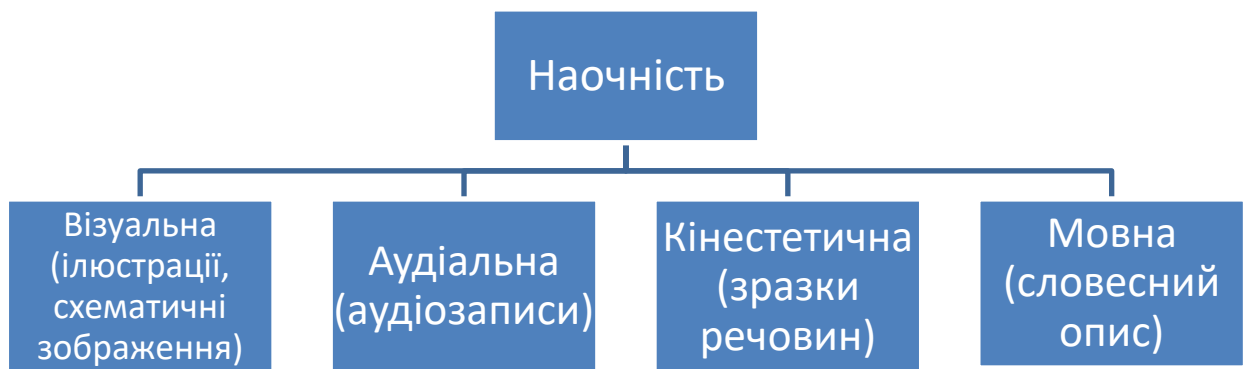 Наочність
Візуальна
(ілюстрації,
схематичні
зображення)
Аудіальна
(аудіозаписи)
Кінестетична
(зразки
речовин)
Мовна
(словесний
опис)